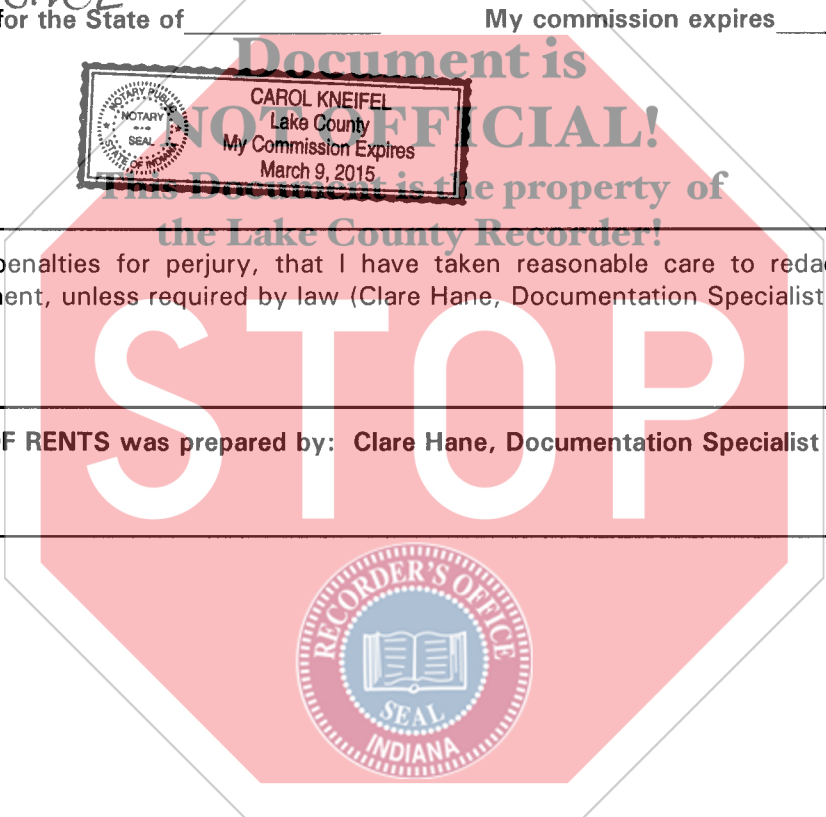 for the State of My commission expires
Document is
NOT OFFICIAL!
This Document is the property of
the Lake County Recorder!
NOTARY PUBLIC
NOTARY
SEAL
STATE OF INDIANA
CAROL KNEIFEL
Lake County
My Commission Expires
March 9, 2015
penalties for perjury, that I have taken reasonable care to
ment, unless required by law (Clare Hane, Documentation Specialist
STOP
OF RENTS was prepared by: Clare Hane, Documentation Specialist
RECORDER'S OFFICE
SEAL
INDIANA